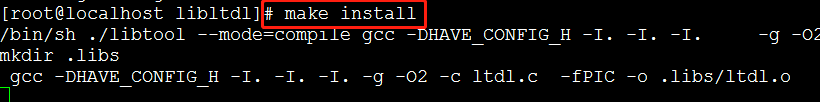 [root@localhost libltdl]# make install
/bin/sh ./libtool --mode=compile gcc -DHAVE_CONFIG_H -I. -I. -I. -g -O2
mkdir .libs
gcc -DHAVE_CONFIG_H -I. -I. -I. -g -O2 -c ltdl.c -fPIC -o .libs/ltdl.o